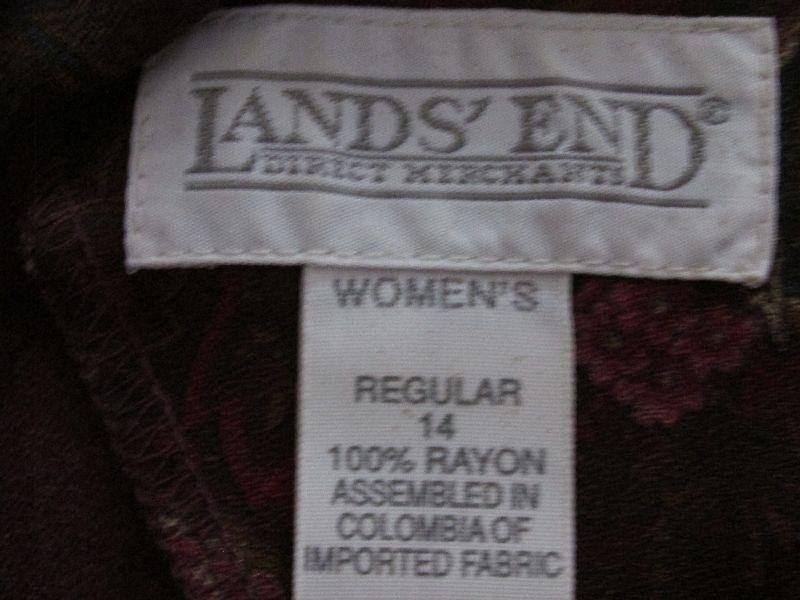 LANDS' END®
DIRECT MERCHANTS
WOMEN'S
REGULAR
14
100% RAYON
ASSEMBLED IN
COLOMBIA OF
IMPORTED FABRIC